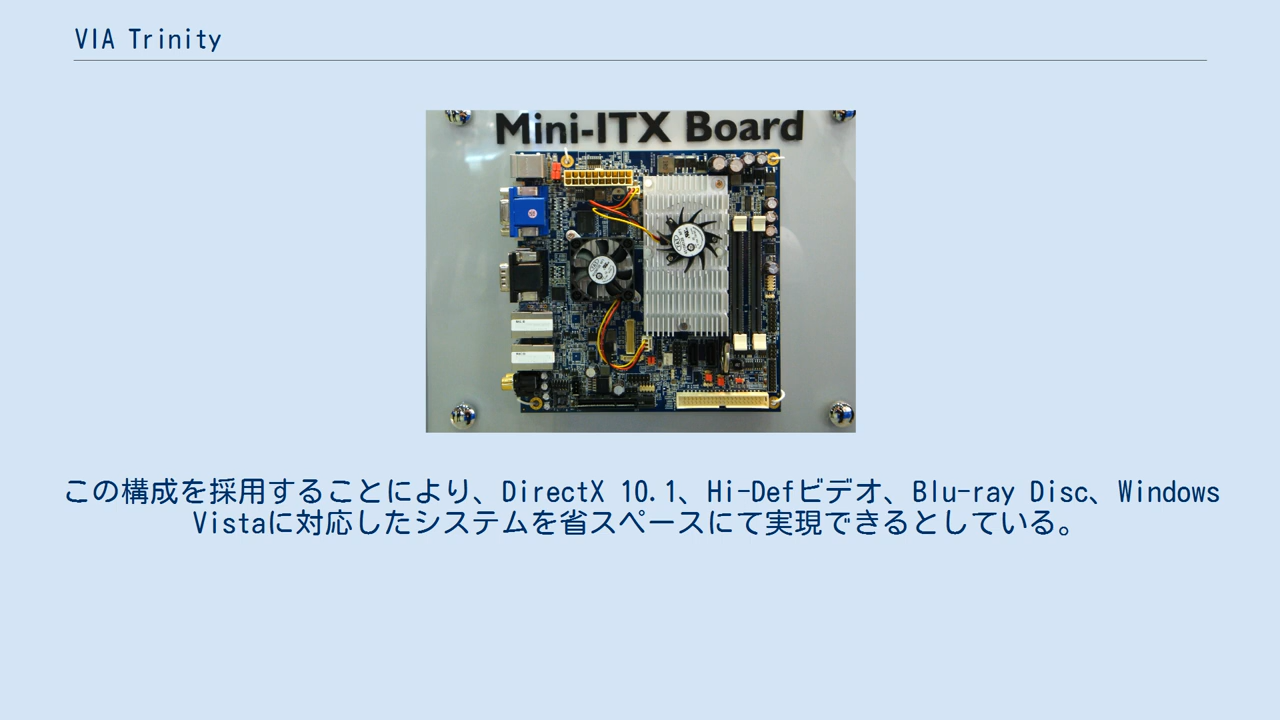 VIA Trinity
Mini-ITX Board
この構成を採用することにより、DirectX 10.1、Hi-Defビデオ、Blu-ray Disc、Windows
Vistaに対応したシステムを省スペースにて実現できるとしている。